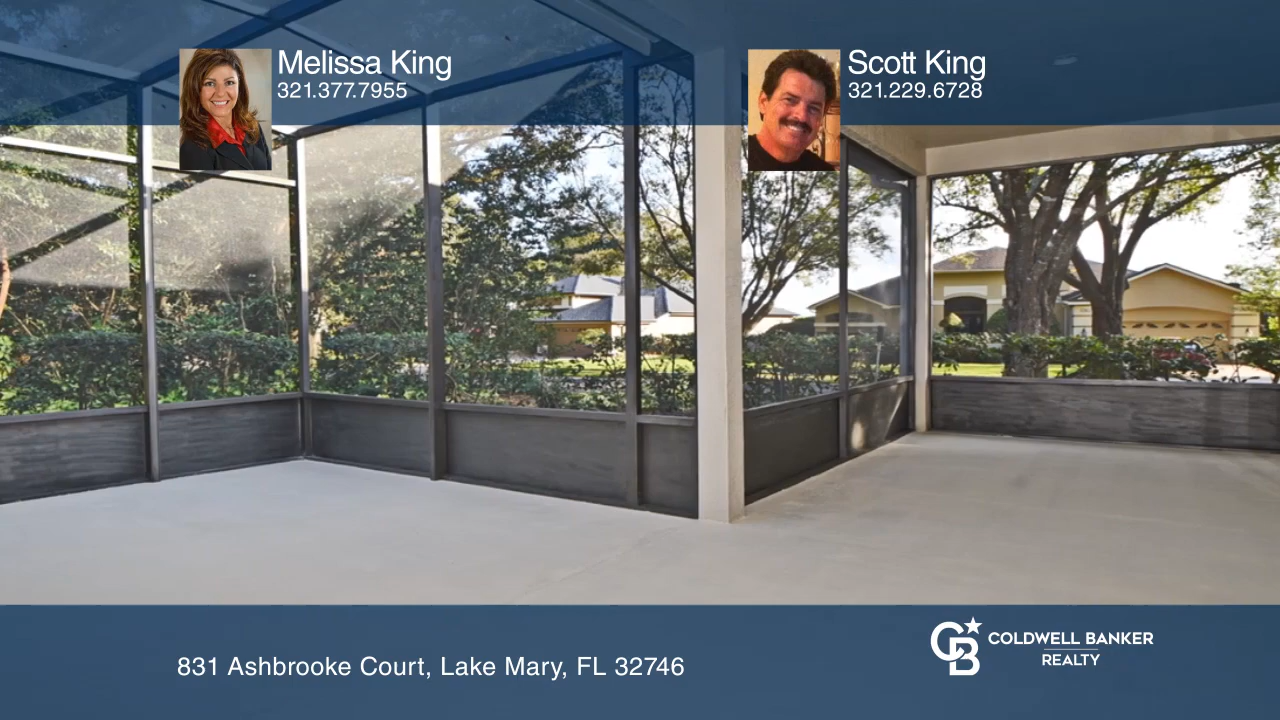 Melissa King
321.377.7955
Scott King
321.229.6728
831 Ashbrooke Court, Lake Mary, FL 32746
COLDWELL BANKER
REALTY